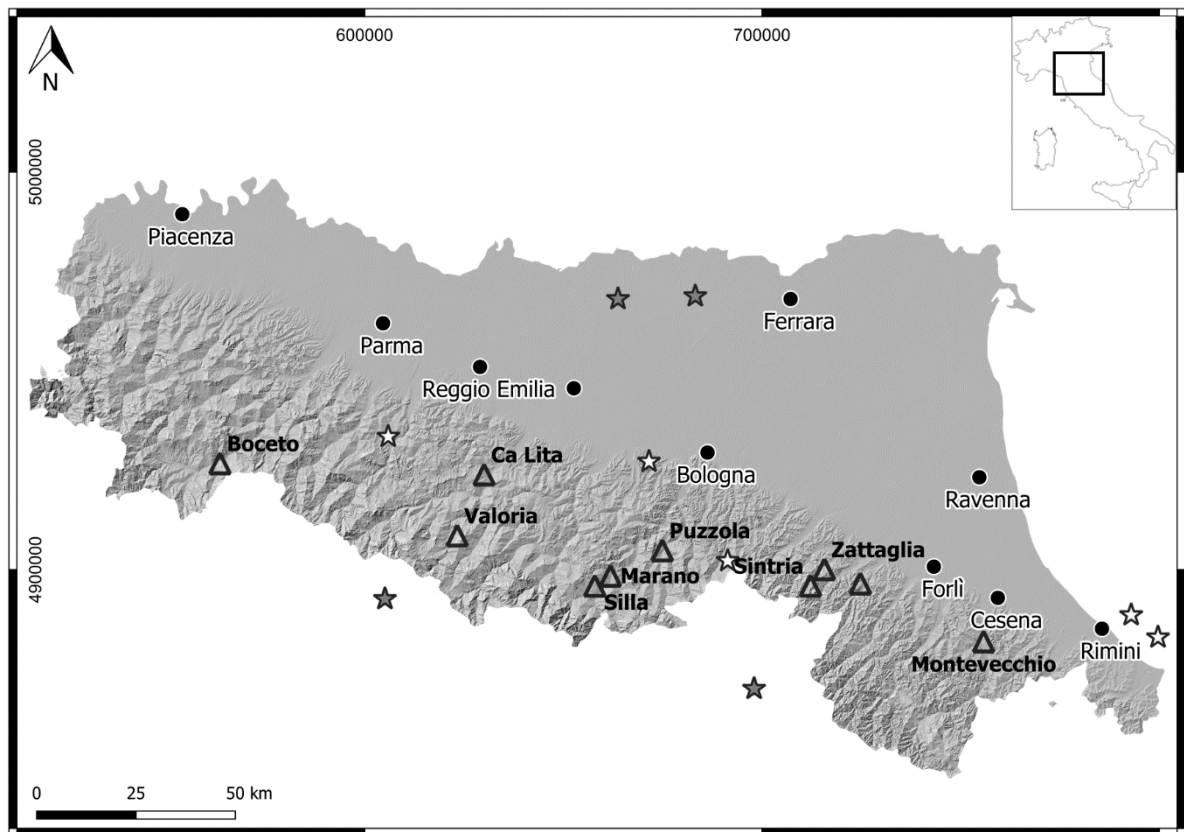 600000
700000
N
5000000
4900000
Piacenza
Parma
Ferrara
Reggio Emilia
Boceto
Ca Lita
Bologna
Ravenna
Valoria
Puzzola
Zattaglia
Sintria
Marano
Silla
Forlì
Cesena
Rimini
Montevecchio
0 25 50 km